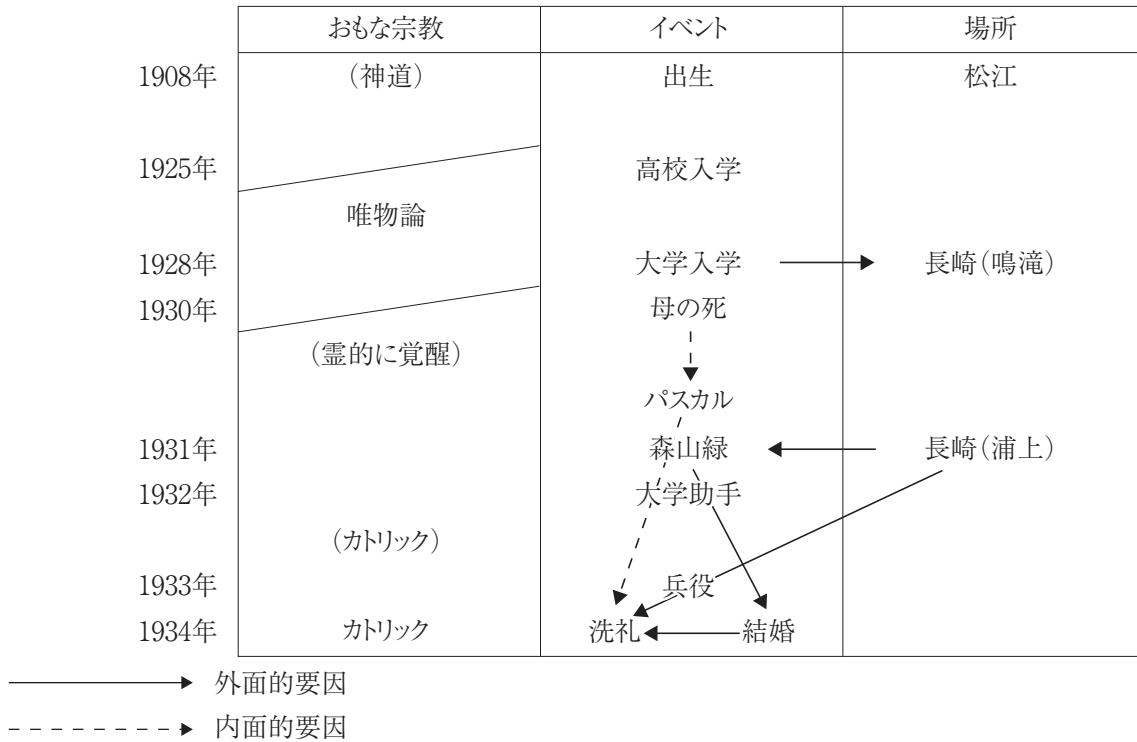 おもな宗教 イベント 場所
1908年 (神道) 出生 松江
1925年 高校入学
唯物論
1928年 大学入学 長崎(鳴滝)
1930年 母の死
(霊的に覚醒)
パスカル
1931年 森山緑 長崎(浦上)
1932年 大学助手
(カトリック)
1933年 兵役
1934年 カトリック 洗礼 結婚
外面的要因
内面的要因